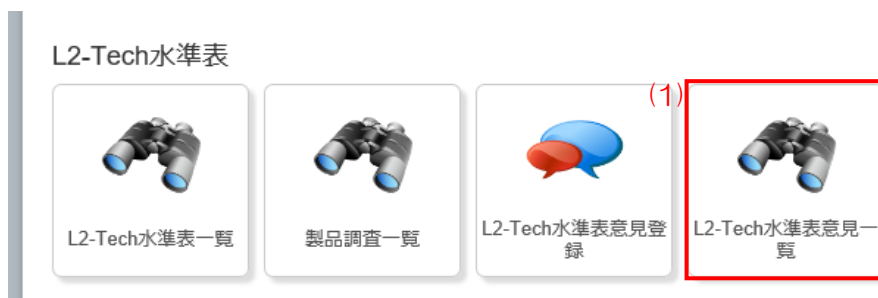 L2-Tech水準表
(1)
L2-Tech水準表一覧
製品調査一覧
L2-Tech水準表意見登
録
L2-Tech水準表意見一
覧